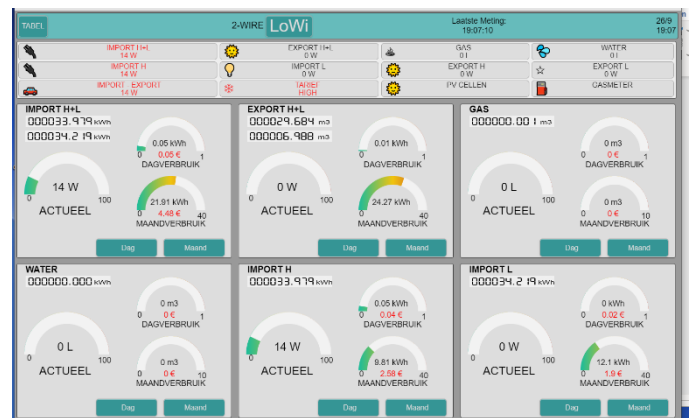 TABEL
2-WIRE LoWi
Laatste Meting:
19:07:10
26/9
19:07
IMPORT H+L
14 W
EXPORT H+L
0 W
GAS
0 l
WATER
0 l
IMPORT H
14 W
IMPORT L
0 W
EXPORT H
0 W
EXPORT L
0 W
IMPORT - EXPORT
14 W
TARIEF
HIGH
PV CELLEN
GASMETER
IMPORT H+L
000033.979 kWh
000034.219 kWh
0.05 kWh
0 0.05 € 1
DAGVERBRUIK
14 W
0 100
ACTUEEL
21.91 kWh
0 4.48 € 40
MAANDVERBRUIK
Dag Maand
EXPORT H+L
000029.684 m3
000006.988 m3
0.01 kWh
0 1
DAGVERBRUIK
0 W
0 100
ACTUEEL
24.27 kWh
0 40
MAANDVERBRUIK
Dag Maand
GAS
000000.001 m3
0 m3
0 0 € 1
DAGVERBRUIK
0 L
0 100
ACTUEEL
0 m3
0 0 € 10
MAANDVERBRUIK
Dag Maand
WATER
000000.000 kWh
0 m3
0 0 € 1
DAGVERBRUIK
0 L
0 100
ACTUEEL
0 m3
0 0 € 10
MAANDVERBRUIK
Dag Maand
IMPORT H
000033.979 kWh
0.05 kWh
0 0.04 € 1
DAGVERBRUIK
14 W
0 100
ACTUEEL
9.81 kWh
0 2.58 € 40
MAANDVERBRUIK
Dag Maand
IMPORT L
000034.219 kWh
0 kWh
0 0.02 € 1
DAGVERBRUIK
0 W
0 100
ACTUEEL
12.1 kWh
0 1.9 € 40
MAANDVERBRUIK
Dag Maand